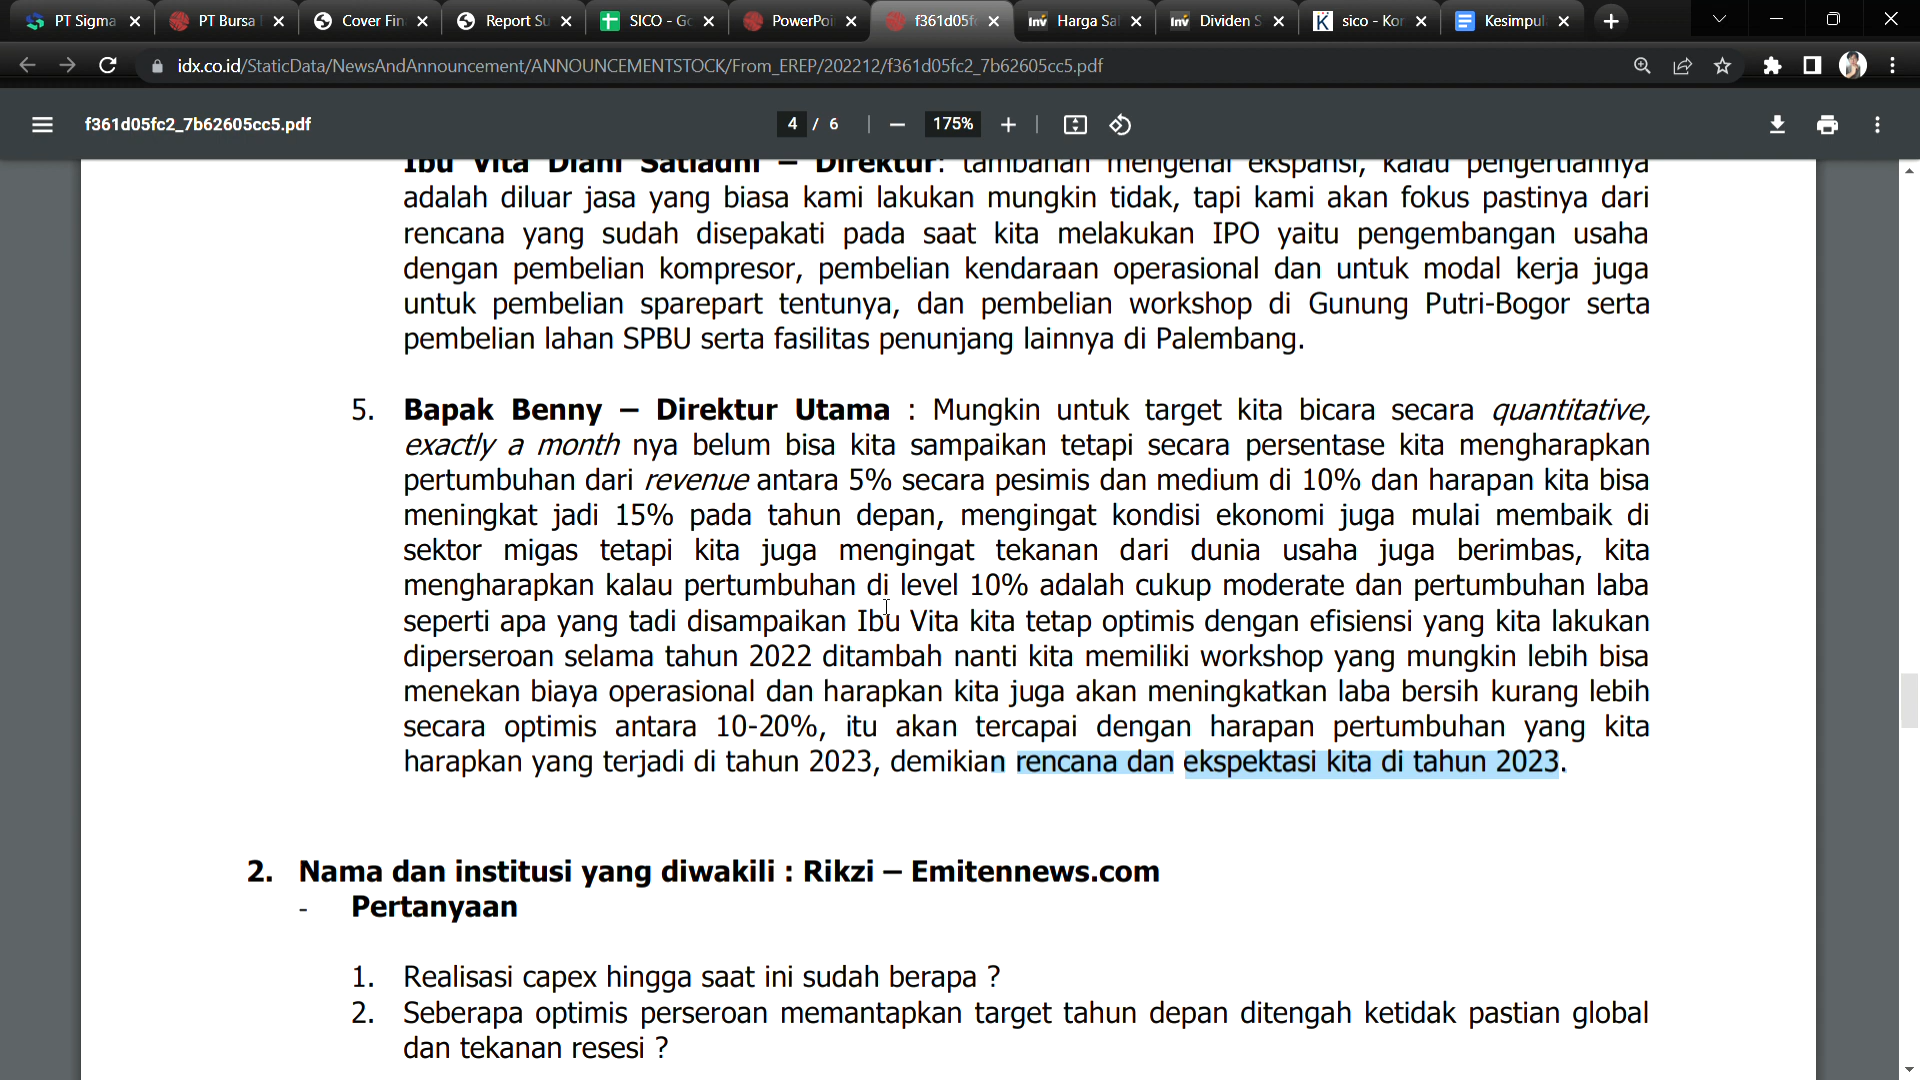 PT Sigma
PT Bursa
Cover Fin
Report Su
SICO - Go
PowerPoi
f361d05f
Harga Sa
Dividen S
sico - Kor
Kesimpul
idx.co.id/StaticData/NewsAndAnnouncement/ANNOUNCEMENTSTOCK/From_EREP/202212/f361d05fc2_7b62605cc5.pdf
f361d05fc2_7b62605cc5.pdf
4 / 6
175%
Ibu Vita Diani Satiadhi – Direktur: tambahan mengenai ekspansi, kalau pengertiannya
adalah diluar jasa yang biasa kami lakukan mungkin tidak, tapi kami akan fokus pastinya dari
rencana yang sudah disepakati pada saat kita melakukan IPO yaitu pengembangan usaha
dengan pembelian kompresor, pembelian kendaraan operasional dan untuk modal kerja juga
untuk pembelian sparepart tentunya, dan pembelian workshop di Gunung Putri-Bogor serta
pembelian lahan SPBU serta fasilitas penunjang lainnya di Palembang.
5. Bapak Benny – Direktur Utama : Mungkin untuk target kita bicara secara quantitative,
exactly a month nya belum bisa kita sampaikan tetapi secara persentase kita mengharapkan
pertumbuhan dari revenue antara 5% secara pesimis dan medium di 10% dan harapan kita bisa
meningkat jadi 15% pada tahun depan, mengingat kondisi ekonomi juga mulai membaik di
sektor migas tetapi kita juga mengingat tekanan dari dunia usaha juga berimbas, kita
mengharapkan kalau pertumbuhan di level 10% adalah cukup moderate dan pertumbuhan laba
seperti apa yang tadi disampaikan Ibu Vita kita tetap optimis dengan efisiensi yang kita lakukan
diperseroan selama tahun 2022 ditambah nanti kita memiliki workshop yang mungkin lebih bisa
menekan biaya operasional dan harapkan kita juga akan meningkatkan laba bersih kurang lebih
secara optimis antara 10-20%, itu akan tercapai dengan harapan pertumbuhan yang kita
harapkan yang terjadi di tahun 2023, demikian rencana dan ekspektasi kita di tahun 2023.
2. Nama dan institusi yang diwakili : Rikzi – Emitennews.com
- Pertanyaan
1. Realisasi capex hingga saat ini sudah berapa ?
2. Seberapa optimis perseroan memantapkan target tahun depan ditengah ketidak pastian global
dan tekanan resesi ?